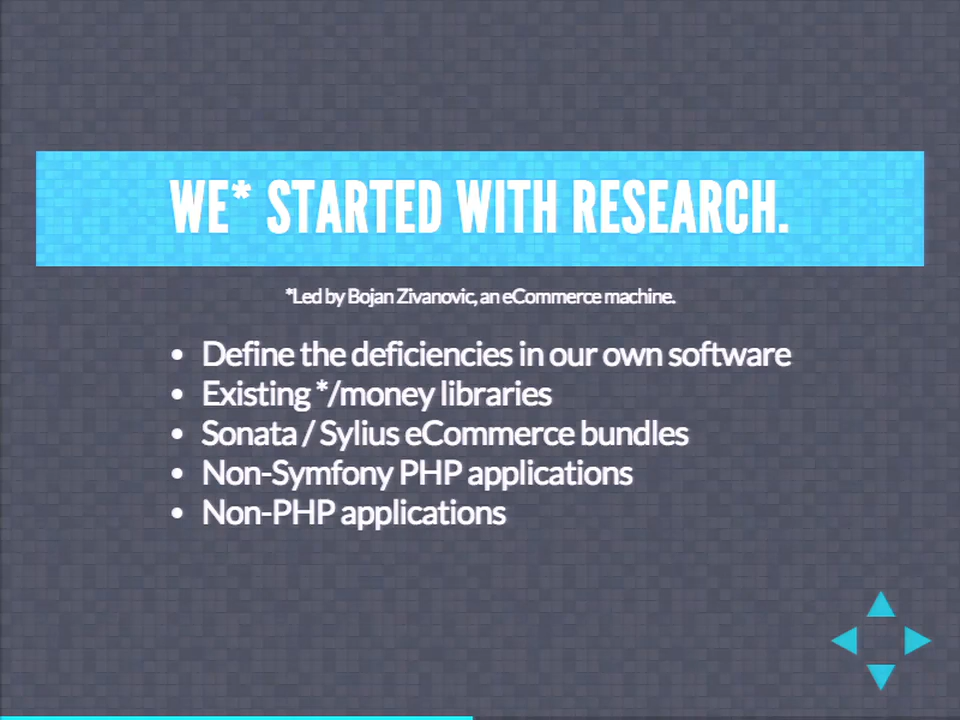 WE* STARTED WITH RESEARCH.
*Led by Bojan Zivanovic, an eCommerce machine.
• Define the deficiencies in our own software
• Existing */money libraries
• Sonata / Sylius eCommerce bundles
• Non-Symfony PHP applications
• Non-PHP applications